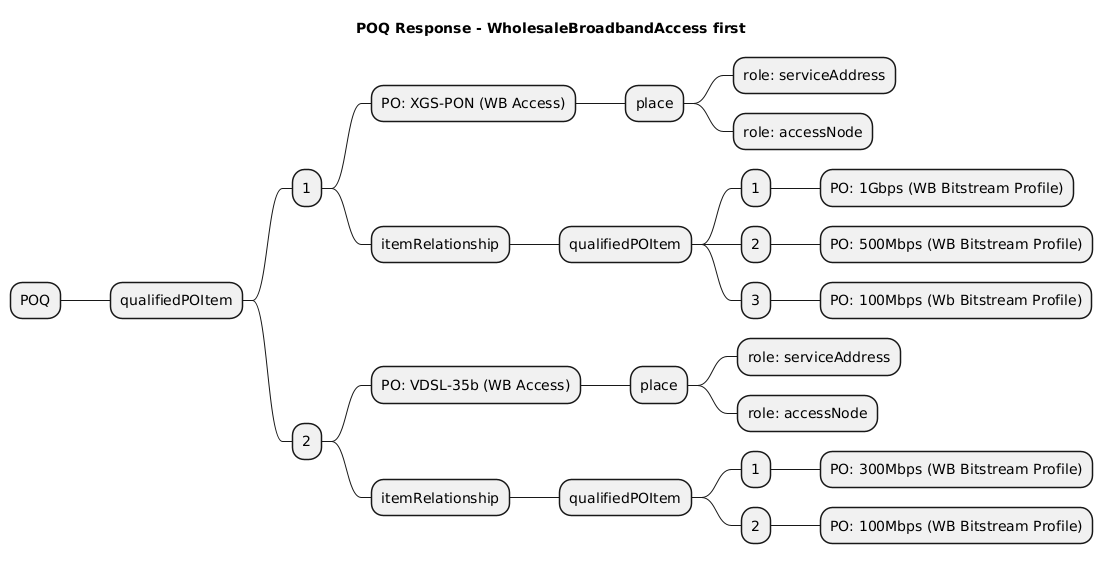 POQ Response - WholesaleBroadbandAccess first
POQ
qualifiedPOItem
1
PO: XGS-PON (WB Access)
place
role: serviceAddress
role: accessNode
itemRelationship
qualifiedPOItem
1
PO: 1Gbps (WB Bitstream Profile)
2
PO: 500Mbps (WB Bitstream Profile)
3
PO: 100Mbps (Wb Bitstream Profile)
2
PO: VDSL-35b (WB Access)
place
role: serviceAddress
role: accessNode
itemRelationship
qualifiedPOItem
1
PO: 300Mbps (WB Bitstream Profile)
2
PO: 100Mbps (WB Bitstream Profile)